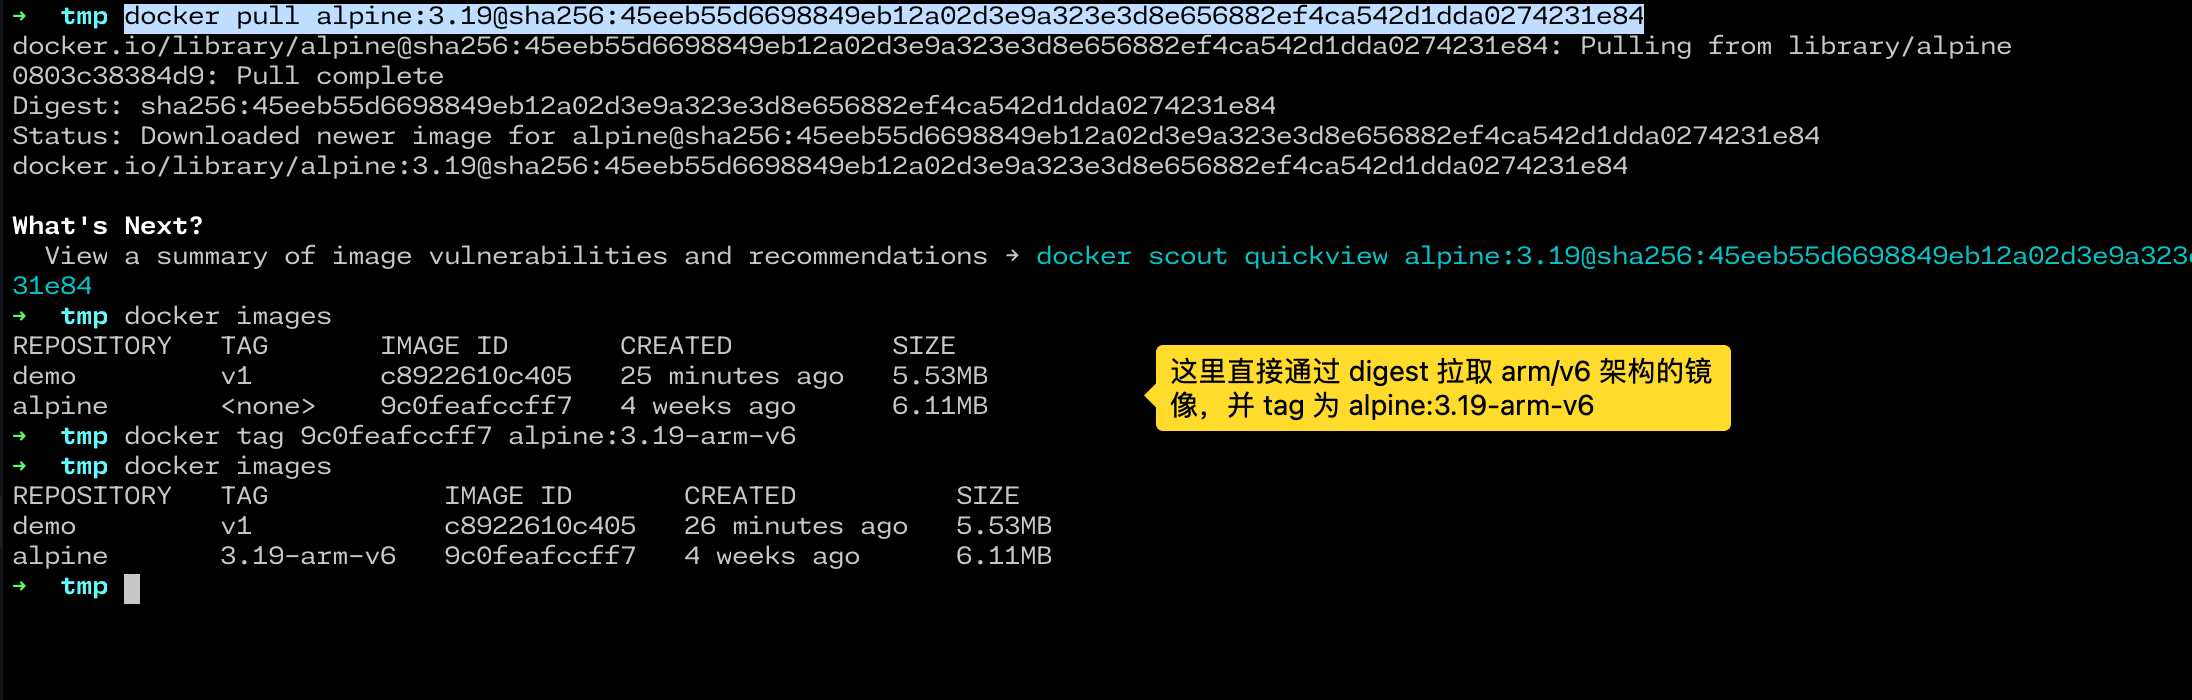 →  tmp docker pull alpine:3.19@sha256:45eeb55d6698849eb12a02d3e9a323e3d8e656882ef4ca542d1dda0274231e84
docker.io/library/alpine@sha256:45eeb55d6698849eb12a02d3e9a323e3d8e656882ef4ca542d1dda0274231e84: Pulling from library/alpine
0803c38384d9: Pull complete
Digest: sha256:45eeb55d6698849eb12a02d3e9a323e3d8e656882ef4ca542d1dda0274231e84
Status: Downloaded newer image for alpine@sha256:45eeb55d6698849eb12a02d3e9a323e3d8e656882ef4ca542d1dda0274231e84
docker.io/library/alpine:3.19@sha256:45eeb55d6698849eb12a02d3e9a323e3d8e656882ef4ca542d1dda0274231e84
What's Next?
View a summary of image vulnerabilities and recommendations → docker scout quickview alpine:3.19@sha256:45eeb55d6698849eb12a02d3e9a323
31e84
→  tmp docker images
REPOSITORY   TAG       IMAGE ID       CREATED          SIZE
demo         v1        c8922610c405   25 minutes ago   5.53MB
alpine       <none>    9c0feafccff7   4 weeks ago      6.11MB
这里直接通过 digest 拉取 arm/v6 架构的镜
像，并 tag 为 alpine:3.19-arm-v6
→  tmp docker tag 9c0feafccff7 alpine:3.19-arm-v6
→  tmp docker images
REPOSITORY   TAG           IMAGE ID       CREATED          SIZE
demo         v1            c8922610c405   26 minutes ago   5.53MB
alpine       3.19-arm-v6   9c0feafccff7   4 weeks ago      6.11MB
→  tmp